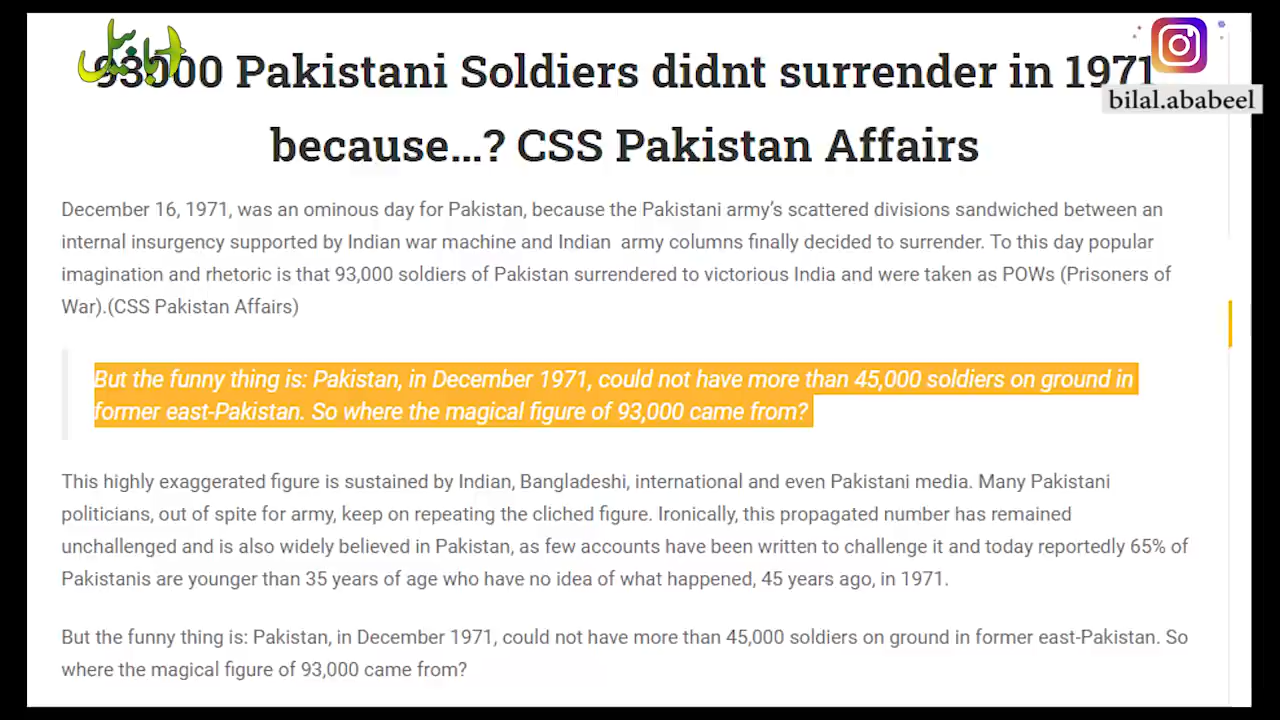 ابابیل
93000 Pakistani Soldiers didnt surrender in 1971
bilal.ababeel
because...? CSS Pakistan Affairs
December 16, 1971, was an ominous day for Pakistan, because the Pakistani army’s scattered divisions sandwiched between an
internal insurgency supported by Indian war machine and Indian army columns finally decided to surrender. To this day popular
imagination and rhetoric is that 93,000 soldiers of Pakistan surrendered to victorious India and were taken as POWs (Prisoners of
War).(CSS Pakistan Affairs)
But the funny thing is: Pakistan, in December 1971, could not have more than 45,000 soldiers on ground in
former east-Pakistan. So where the magical figure of 93,000 came from?
This highly exaggerated figure is sustained by Indian, Bangladeshi, international and even Pakistani media. Many Pakistani
politicians, out of spite for army, keep on repeating the cliched figure. Ironically, this propagated number has remained
unchallenged and is also widely believed in Pakistan, as few accounts have been written to challenge it and today reportedly 65% of
Pakistanis are younger than 35 years of age who have no idea of what happened, 45 years ago, in 1971.
But the funny thing is: Pakistan, in December 1971, could not have more than 45,000 soldiers on ground in former east-Pakistan. So
where the magical figure of 93,000 came from?